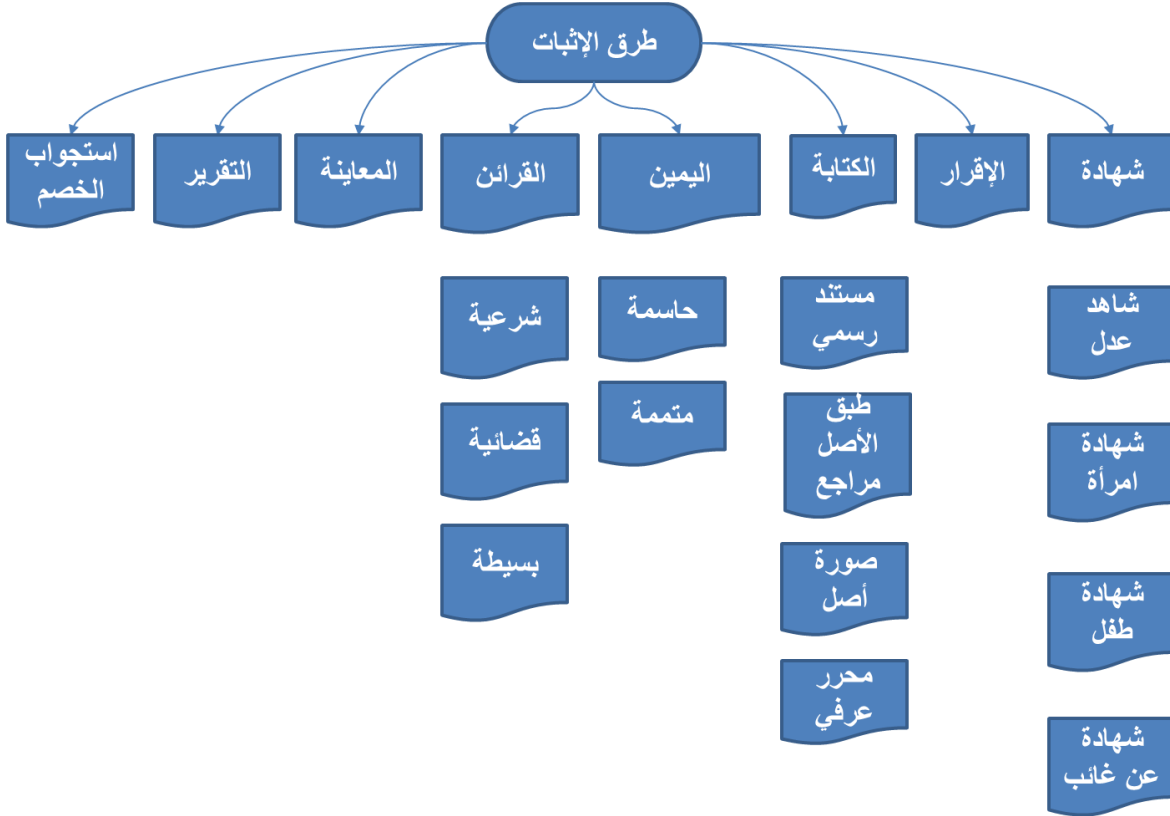 طرق الإثبات
شهادة
الإقرار
الكتابة
اليمين
القرائن
المعاينة
التقرير
استجواب
الخصم
شاهد
عدل
شهادة
امرأة
شهادة
طفل
شهادة
عن غائب
مستند
رسمي
طبق
الأصل
مراجع
صورة
أصل
محرر
عرفي
حاسمة
متممة
شرعية
قضائية
بسيطة